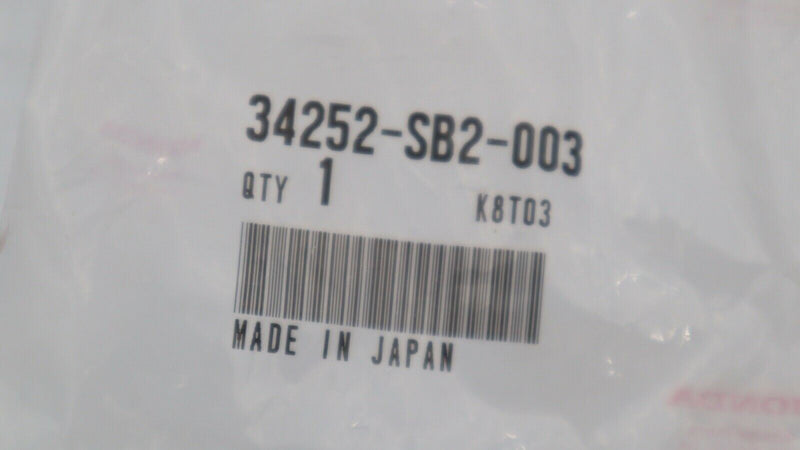 34252-SB2-003
QTY 1 K8T03
MADE IN JAPAN